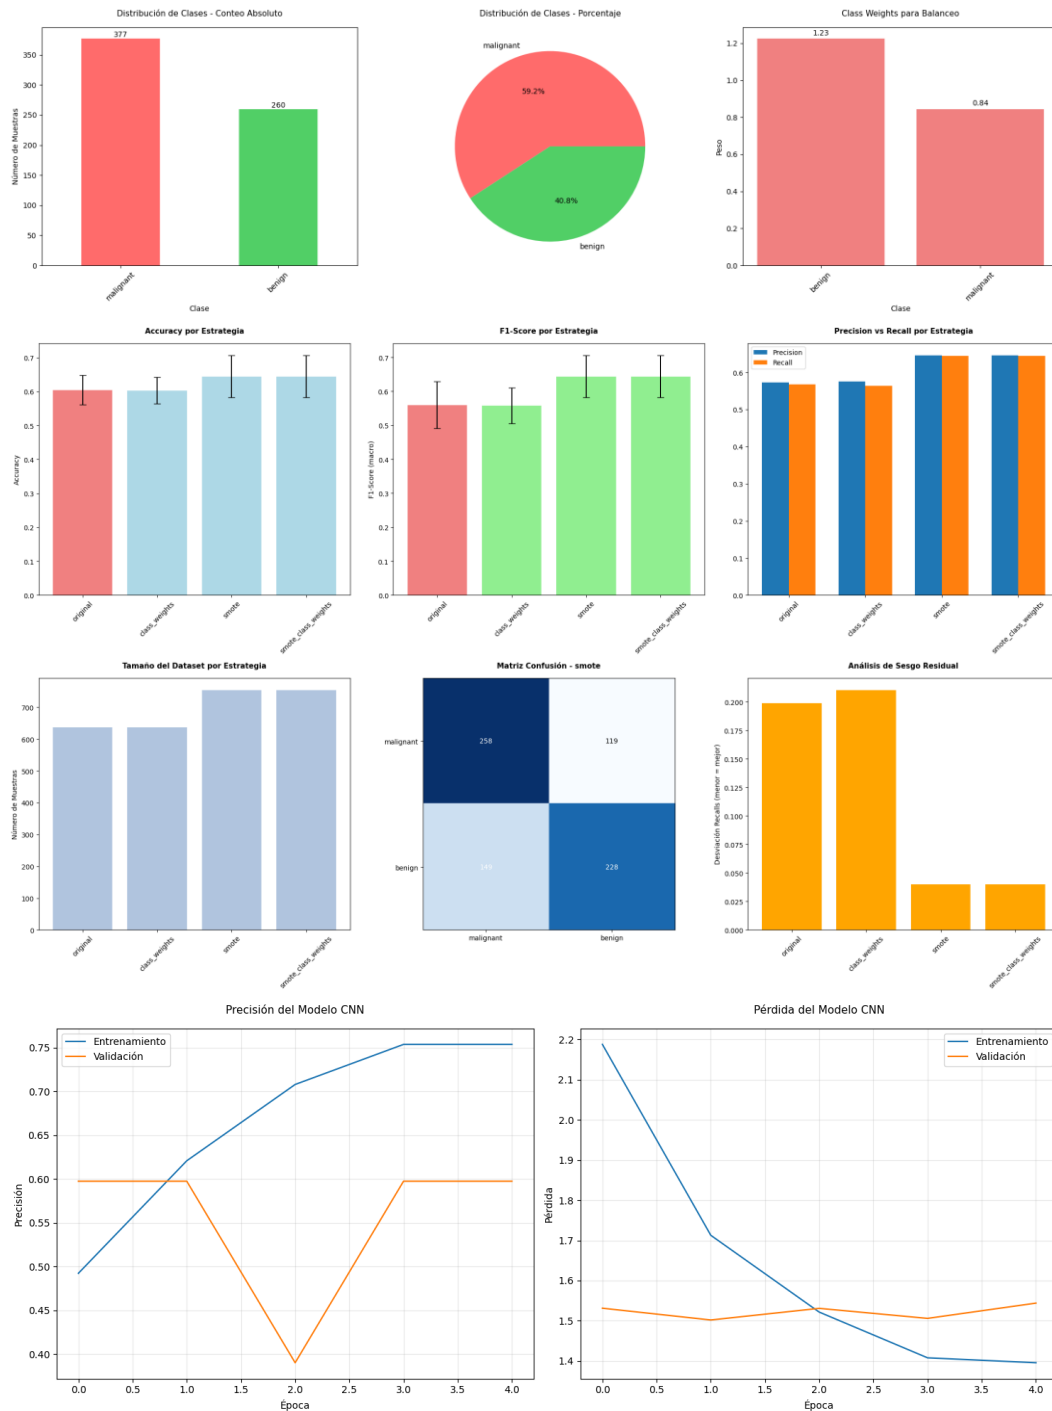 Distribución de Clases - Conteo Absoluto
Número de Muestras
350
300
250
200
150
100
50
0
377
260
malignant
benign
Clase
Distribución de Clases - Porcentaje
malignant
59.2%
40.8%
benign
Class Weights para Balanceo
Peso
1.2
1.0
0.8
0.6
0.4
0.2
0.0
1.23
0.84
benign
malignant
Clase
Accuracy por Estrategia
Accuracy
0.7
0.6
0.5
0.4
0.3
0.2
0.1
0.0
original
class_weights
smote
smote_class_weights
F1-Score por Estrategia
F1-Score (macro)
0.7
0.6
0.5
0.4
0.3
0.2
0.1
0.0
original
class_weights
smote
smote_class_weights
Precision vs Recall por Estrategia
Precision
Recall
0.6
0.5
0.4
0.3
0.2
0.1
0.0
original
class_weights
smote
smote_class_weights
Tamaño del Dataset por Estrategia
Número de Muestras
700
600
500
400
300
200
100
0
original
class_weights
smote
smote_class_weights
Matriz Confusión - smote
malignant
258
119
benign
149
228
malignant
benign
Análisis de Sesgo Residual
Desviación Recalls (menor = mejor)
0.200
0.175
0.150
0.125
0.100
0.075
0.050
0.025
0.000
original
class_weights
smote
smote_class_weights
Precisión del Modelo CNN
Entrenamiento
Validación
Precisión
0.75
0.70
0.65
0.60
0.55
0.50
0.45
0.40
0.0 0.5 1.0 1.5 2.0 2.5 3.0 3.5 4.0
Época
Pérdida del Modelo CNN
Entrenamiento
Validación
Pérdida
2.2
2.1
2.0
1.9
1.8
1.7
1.6
1.5
1.4
0.0 0.5 1.0 1.5 2.0 2.5 3.0 3.5 4.0
Época